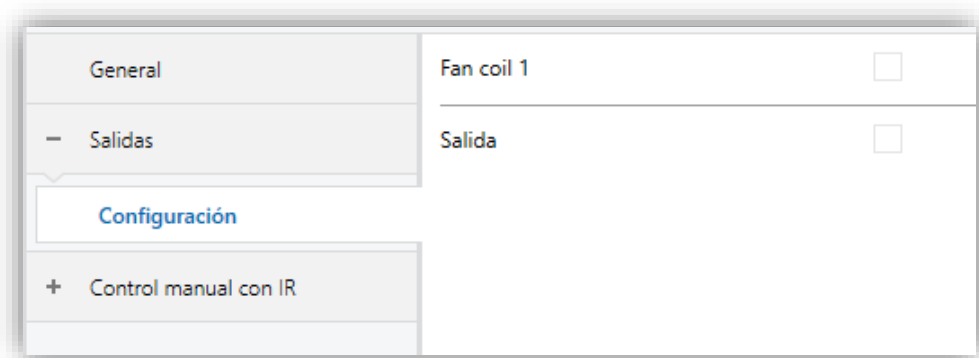 General
Salidas
Configuración
Control manual con IR
Fan coil 1
Salida